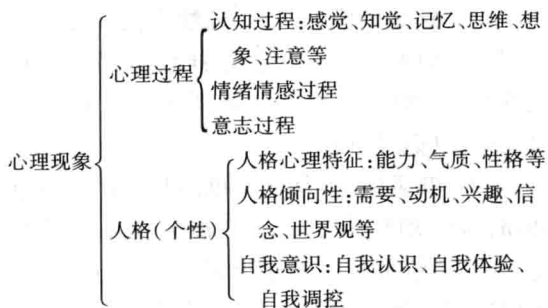 认知过程:感觉、知觉、记忆、思维、想
象、注意等
心理过程
情绪情感过程
意志过程
心理现象
人格心理特征:能力、气质、性格等
人格倾向性:需要、动机、兴趣、信
念、世界观等
人格(个性)
自我意识:自我认识、自我体验、
自我调控